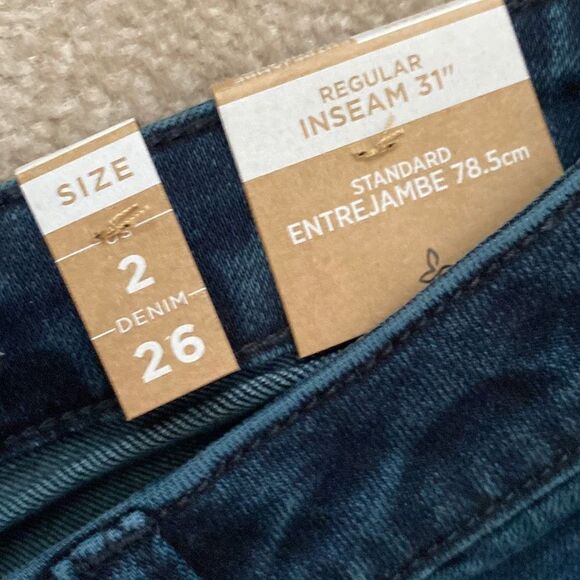 SIZE
US
2
DENIM
26
REGULAR
INSEAM 31"
STANDARD
ENTREJAMBE 78.5cm